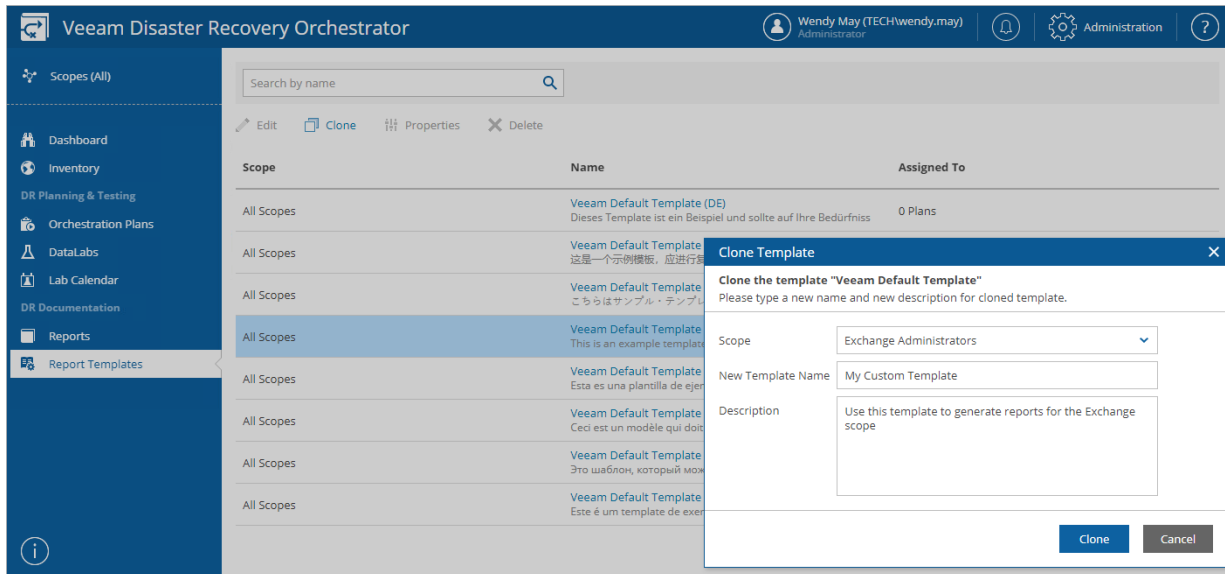 Veeam Disaster Recovery Orchestrator
Wendy May (TECH\wendy.may)
Administrator
Administration
?
Scopes (All)
Dashboard
Inventory
DR Planning & Testing
Orchestration Plans
DataLabs
Lab Calendar
DR Documentation
Reports
Report Templates
Search by name
Edit Clone Properties Delete
Scope Name Assigned To
All Scopes
Veeam Default Template (DE)
Dieses Template ist ein Beispiel und sollte auf Ihre Bedürfniss
0 Plans
All Scopes
Veeam Default Template
这是一个示例模板，应进行
All Scopes
Veeam Default Template
こちらはサンプル・テンプレ
All Scopes
Veeam Default Template
This is an example template
All Scopes
Veeam Default Template
Esta es una plantilla de ejer
All Scopes
Veeam Default Template
Ceci est un modèle qui doit
All Scopes
Veeam Default Template
Это шаблон, который мож
All Scopes
Veeam Default Template
Este é um template de exer
Clone Template
Clone the template "Veeam Default Template"
Please type a new name and new description for cloned template.
Scope Exchange Administrators
New Template Name My Custom Template
Description Use this template to generate reports for the Exchange
scope
Clone Cancel